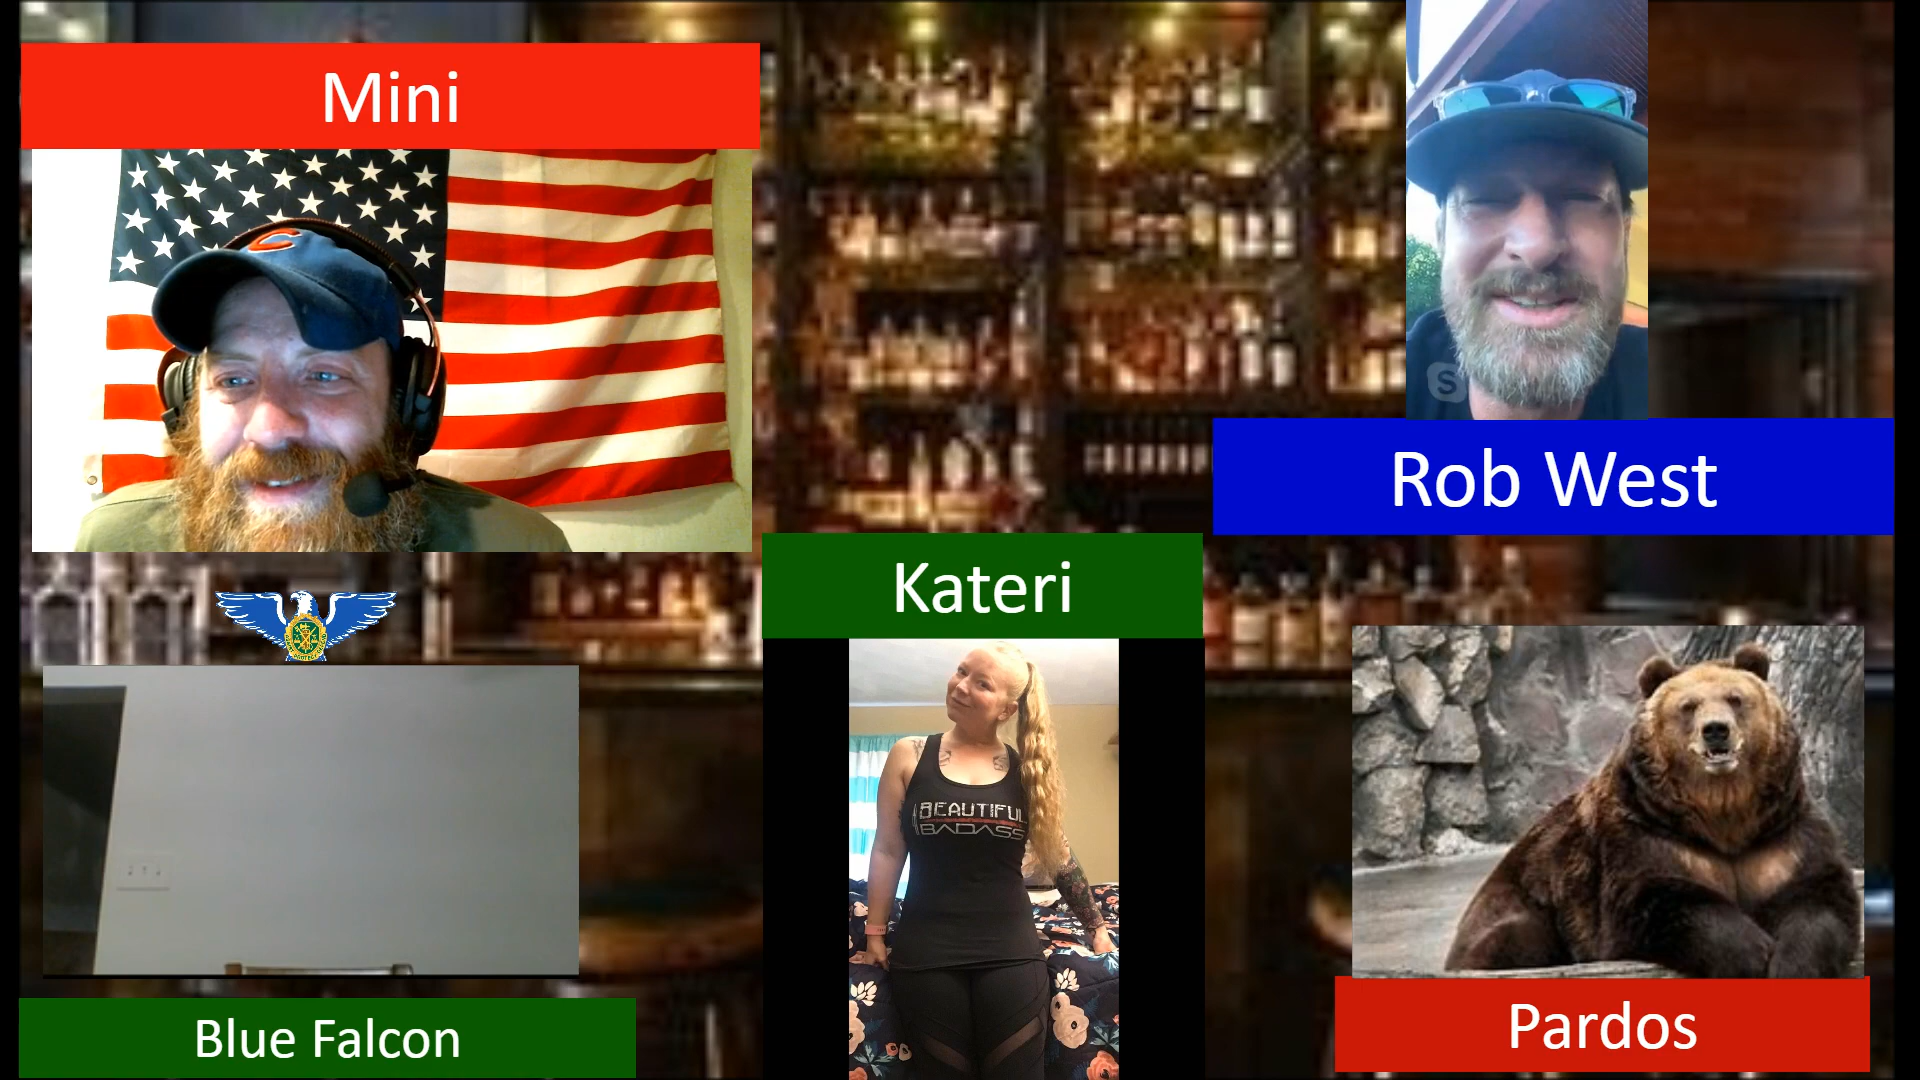 Mini
Rob West
Kateri
BEAUTIFUL
BADASS
Blue Falcon
Pardos